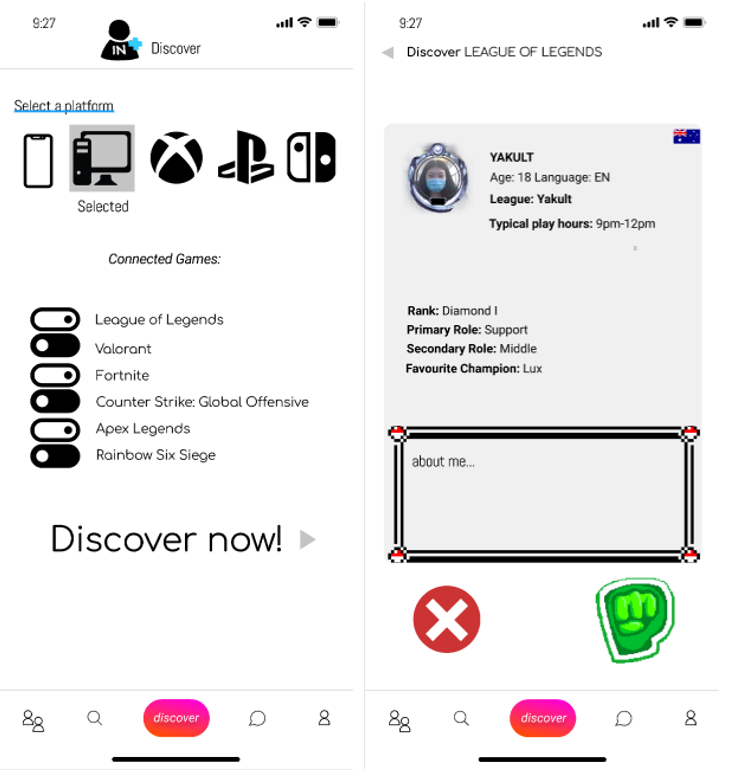 9:27
IN
Discover
Select a platform
Selected
Connected Games:
League of Legends
Valorant
Fortnite
Counter Strike: Global Offensive
Apex Legends
Rainbow Six Siege
Discover now!
discover
9:27
Discover LEAGUE OF LEGENDS
YAKULT
Age: 18 Language: EN
League: Yakult
Typical play hours: 9pm-12pm
Rank: Diamond I
Primary Role: Support
Secondary Role: Middle
Favourite Champion: Lux
about me...
discover